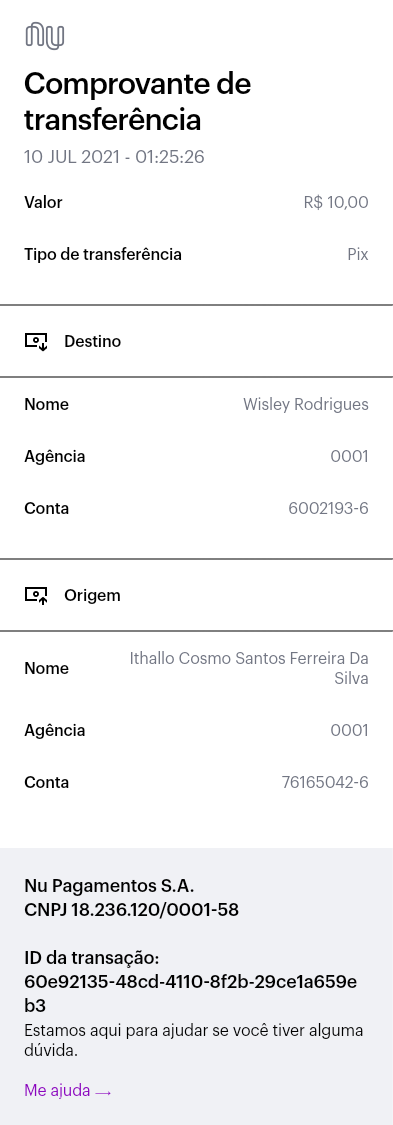 nu
Comprovante de
transferência
10 JUL 2021 - 01:25:26
Valor R$ 10,00
Tipo de transferência Pix
Destino
Nome Wisley Rodrigues
Agência 0001
Conta 6002193-6
Origem
Nome Ithallo Cosmo Santos Ferreira Da
Silva
Agência 0001
Conta 76165042-6
Nu Pagamentos S.A.
CNPJ 18.236.120/0001-58
ID da transação:
60e92135-48cd-4110-8f2b-29ce1a659e
b3
Estamos aqui para ajudar se você tiver alguma
dúvida.
Me ajuda